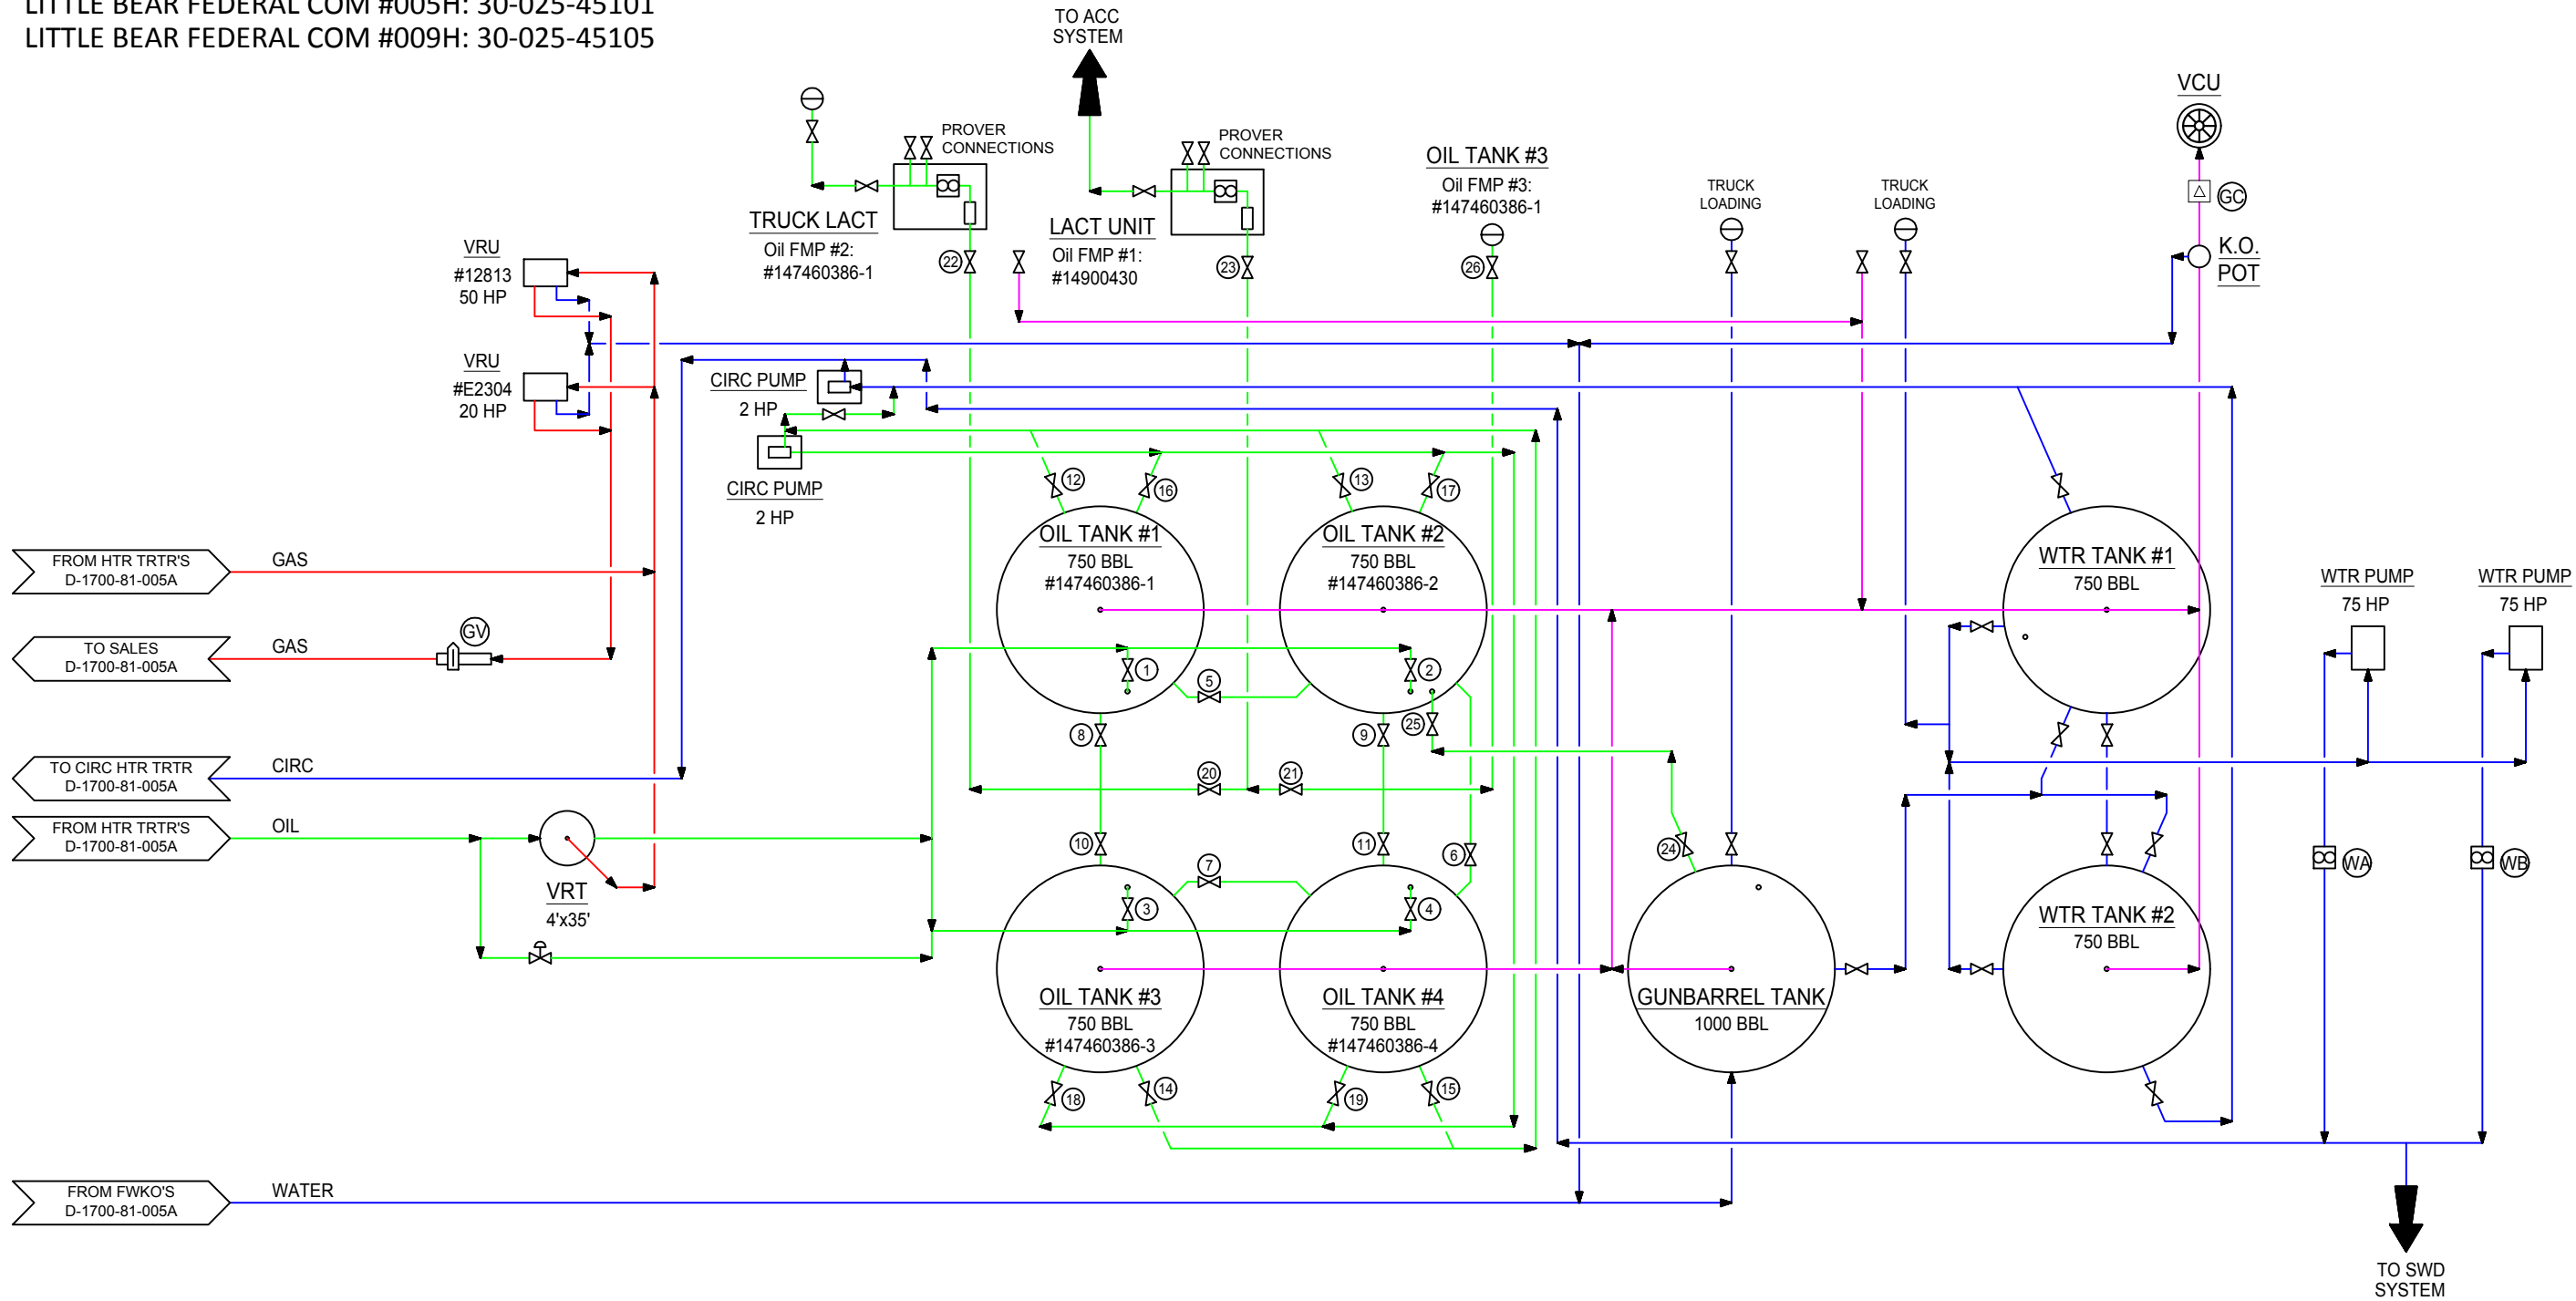 LITTLE BEAR FEDERAL COM #005H: 30-025-45101
LITTLE BEAR FEDERAL COM #009H: 30-025-45105
TO ACC
SYSTEM
PROVER
CONNECTIONS
PROVER
CONNECTIONS
TRUCK LACT
Oil FMP #2:
#147460386-1
LACT UNIT
Oil FMP #1:
#14900430
OIL TANK #3
Oil FMP #3:
#147460386-1
TRUCK
LOADING
TRUCK
LOADING
VCU
GC
K.O.
POT
22
23
26
VRU
#12813
50 HP
VRU
#E2304
20 HP
CIRC PUMP
2 HP
CIRC PUMP
2 HP
12
16
13
17
OIL TANK #1
750 BBL
#147460386-1
OIL TANK #2
750 BBL
#147460386-2
WTR TANK #1
750 BBL
WTR PUMP
75 HP
WTR PUMP
75 HP
FROM HTR TRTR'S
D-1700-81-005A
GAS
TO SALES
D-1700-81-005A
GAS
GV
1
5
2
8
9
25
TO CIRC HTR TRTR
D-1700-81-005A
CIRC
20
21
FROM HTR TRTR'S
D-1700-81-005A
OIL
VRT
4'x35'
10
11
6
7
24
3
4
WA
WB
OIL TANK #3
750 BBL
#147460386-3
OIL TANK #4
750 BBL
#147460386-4
GUNBARREL TANK
1000 BBL
WTR TANK #2
750 BBL
18
14
19
15
FROM FWKO'S
D-1700-81-005A
WATER
TO SWD
SYSTEM